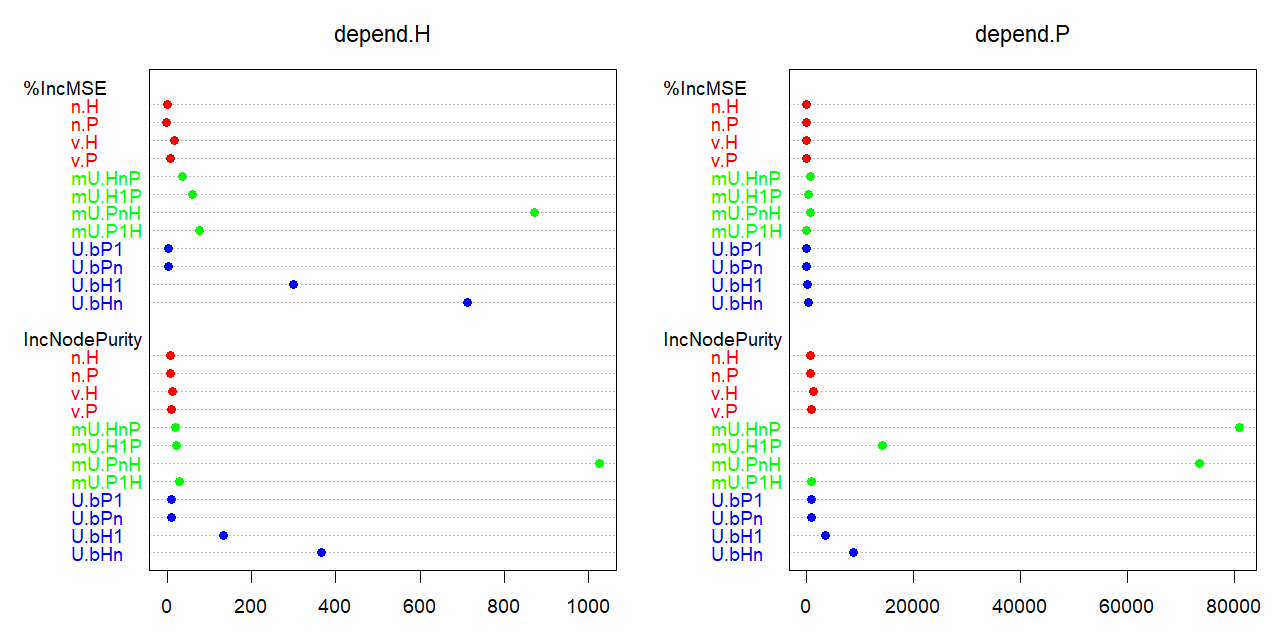 depend.H
%IncMSE
n.H
n.P
v.H
v.P
mU.HnP
mU.H1P
mU.PnH
mU.P1H
U.bP1
U.bPn
U.bH1
U.bHn
IncNodePurity
n.H
n.P
v.H
v.P
mU.HnP
mU.H1P
mU.PnH
mU.P1H
U.bP1
U.bPn
U.bH1
U.bHn
0 200 400 600 800 1000
depend.P
%IncMSE
n.H
n.P
v.H
v.P
mU.HnP
mU.H1P
mU.PnH
mU.P1H
U.bP1
U.bPn
U.bH1
U.bHn
IncNodePurity
n.H
n.P
v.H
v.P
mU.HnP
mU.H1P
mU.PnH
mU.P1H
U.bP1
U.bPn
U.bH1
U.bHn
0 20000 40000 60000 80000